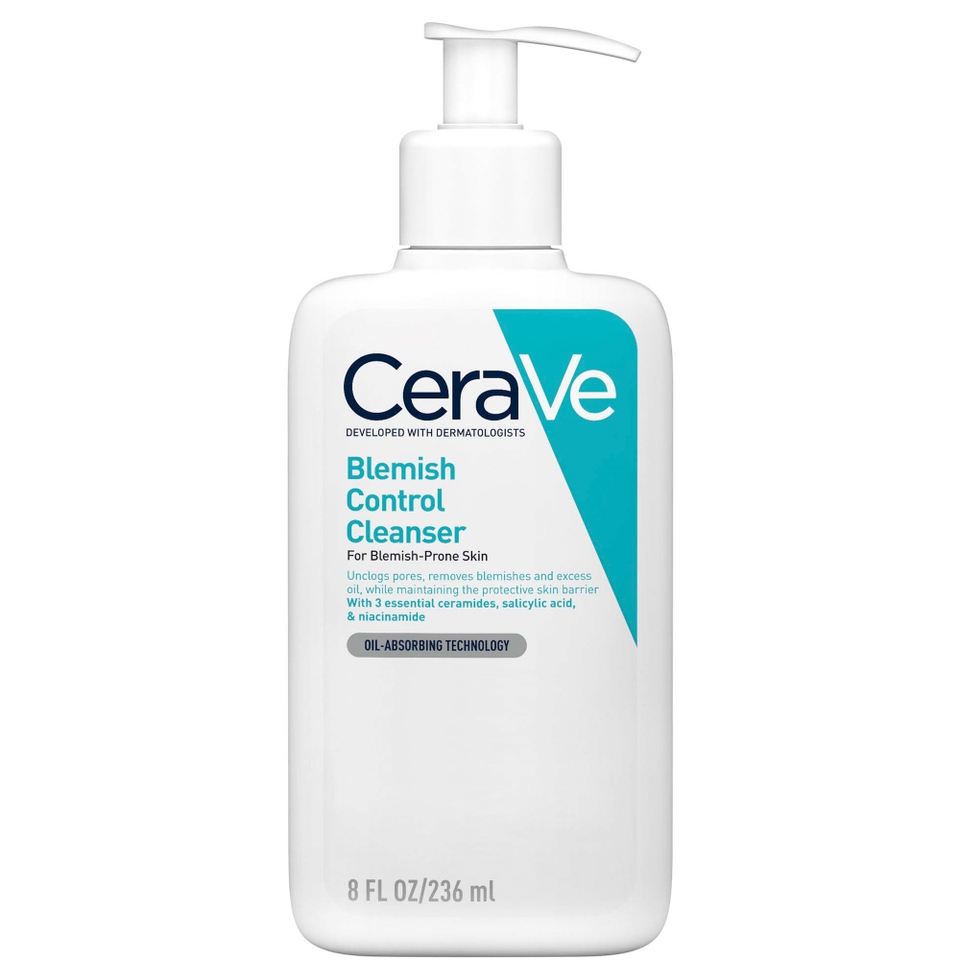 CeraVe
DEVELOPED WITH DERMATOLOGISTS
Blemish
Control
Cleanser
For Blemish-Prone Skin
Unclogs pores, removes blemishes and excess
oil, while maintaining the protective skin barrier
With 3 essential ceramides, salicylic acid,
& niacinamide
OIL-ABSORBING TECHNOLOGY
8 FL OZ/236 ml